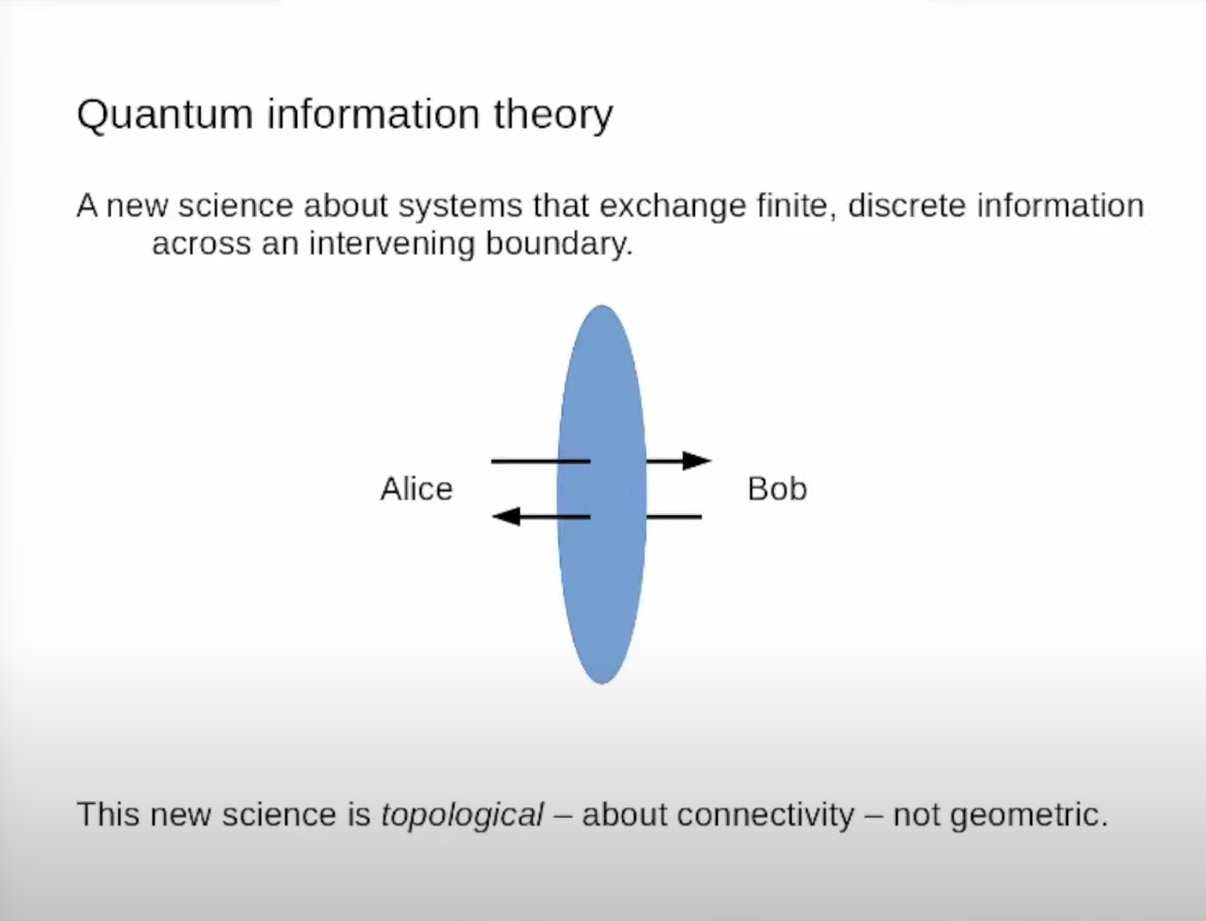 Quantum information theory
A new science about systems that exchange finite, discrete information
across an intervening boundary.
Alice
Bob
This new science is topological – about connectivity – not geometric.